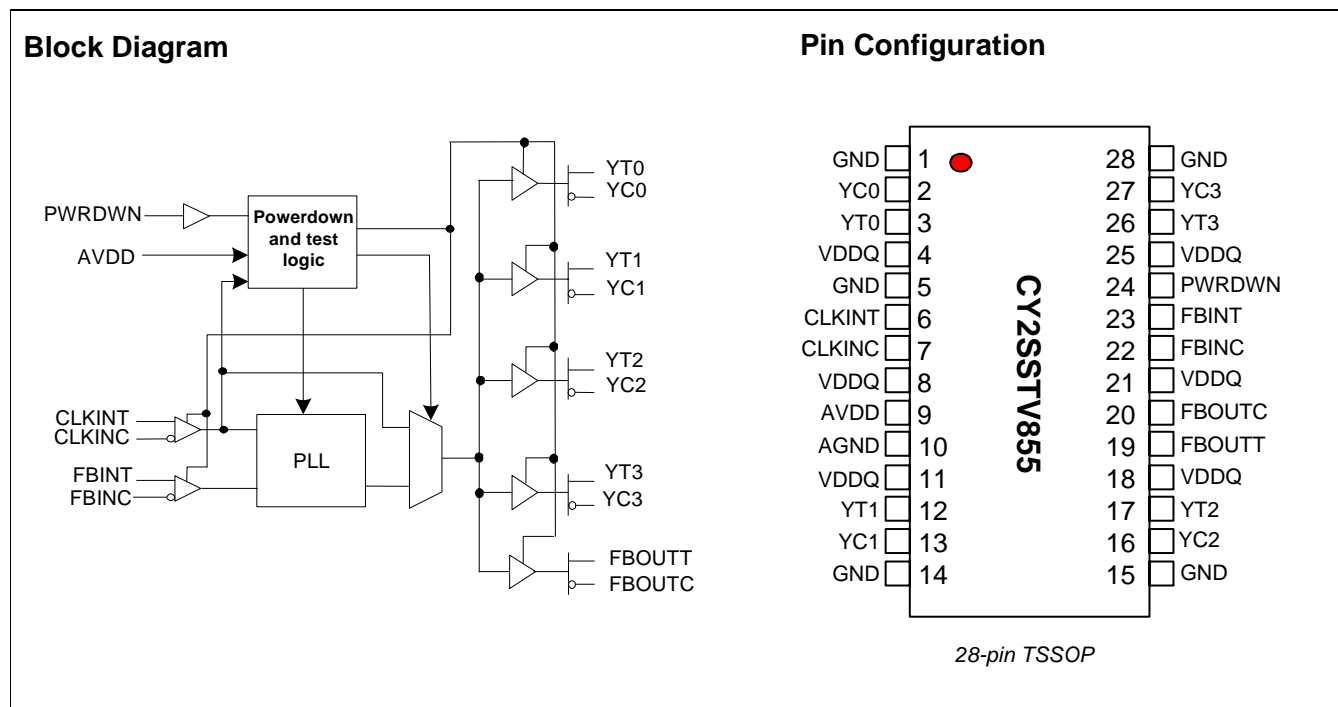 Block Diagram
PWRDWN
AVDD
Powerdown
and test
logic
CLKINT
CLKINC
FBINT
FBINC
PLL
YT0
YC0
YT1
YC1
YT2
YC2
YT3
YC3
FBOUTT
FBOUTC
Pin Configuration
GND 1 28 GND
YC0 2 27 YC3
YT0 3 26 YT3
VDDQ 4 25 VDDQ
GND 5 24 PWRDWN
CLKINT 6 23 FBINT
CLKINC 7 22 FBINC
VDDQ 8 21 VDDQ
AVDD 9 20 FBOUTC
AGND 10 19 FBOUTT
VDDQ 11 18 VDDQ
YT1 12 17 YT2
YC1 13 16 YC2
GND 14 15 GND
CY2SSTV855
28-pin TSSOP